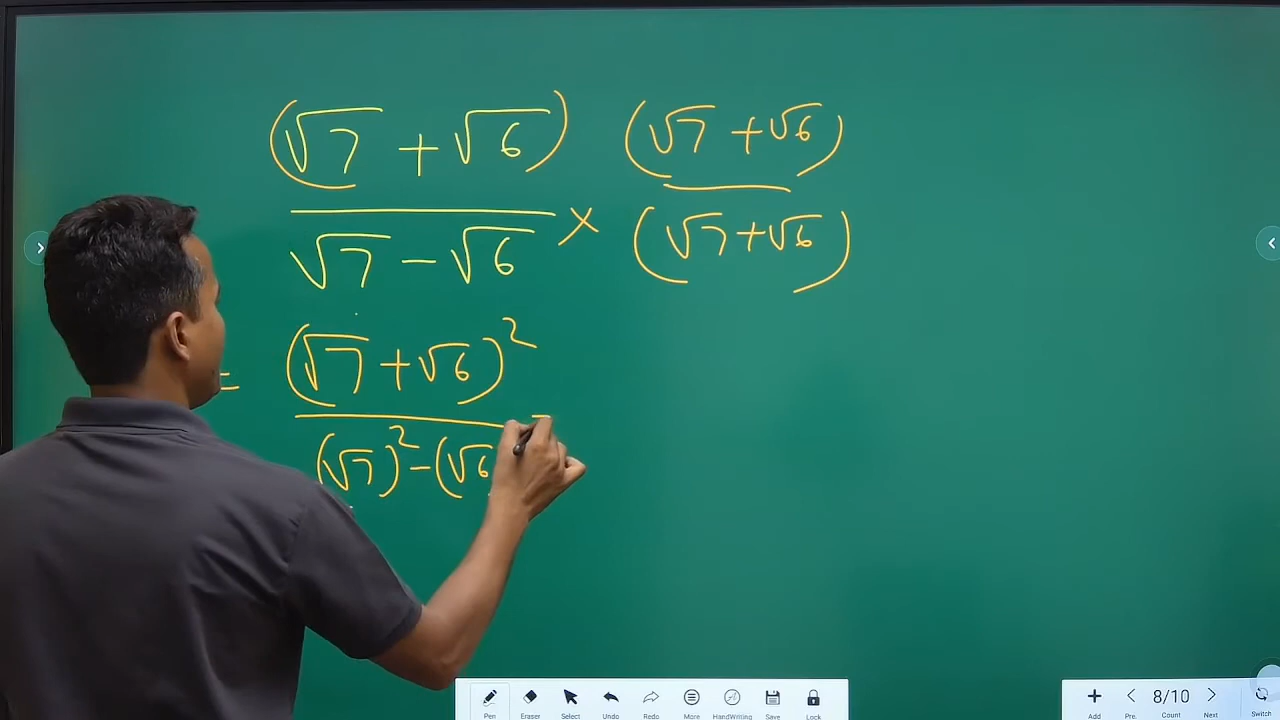 (√7 + √6) (√7 + √6)
√7 - √6 × (√7 + √6)
= (√7 + √6)²
(√7)² - (√6
Pen Eraser Select Undo Redo More HandWriting Save Lock
Add Pre. 8/10 Count Next Switch